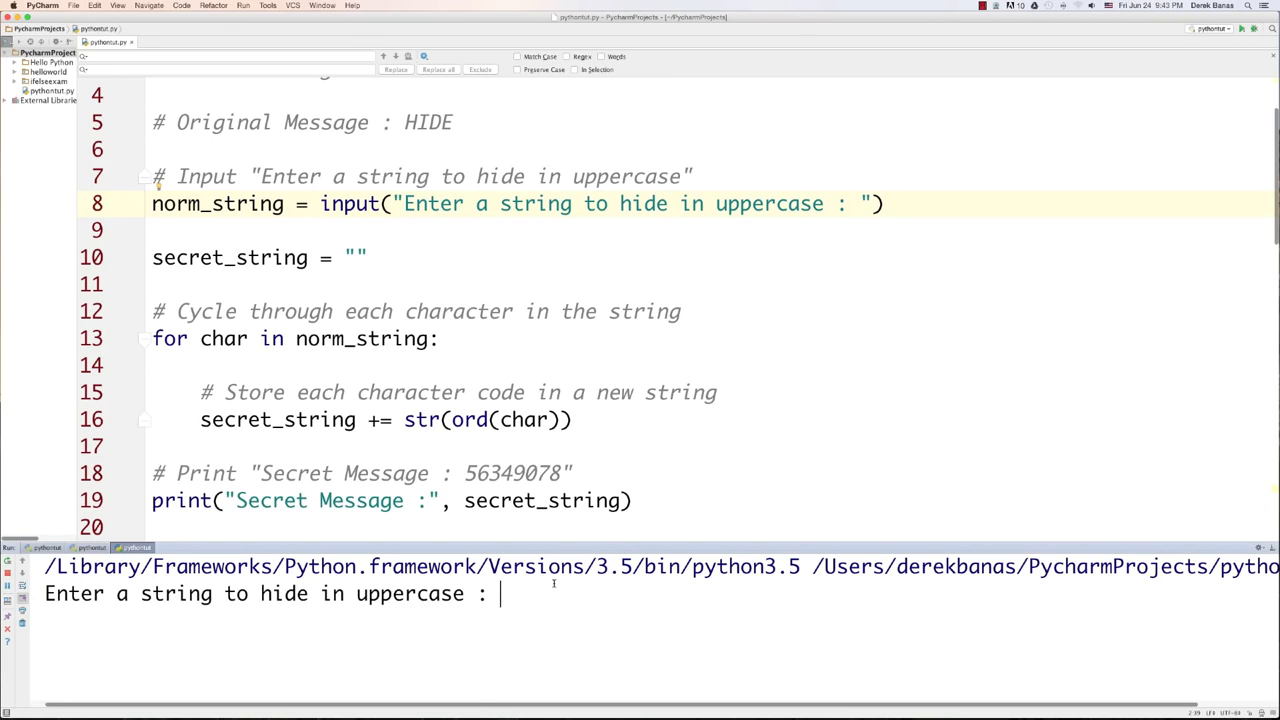 PyCharm File Edit View Navigate Code Refactor Run Tools VCS Window Help Fri Jun 24 9:43 PM Derek Banas
pythontut.py - PycharmProjects - [~/PycharmProjects]
PycharmProjects pythontut.py pythontut
pythontut.py ×
Match Case Regex Words
Replace Replace all Exclude Preserve Case In Selection
PycharmProject
Hello Python
helloworld
ifelseexam
pythontut.py
External Librarie
4
5 # Original Message : HIDE
6
7 # Input "Enter a string to hide in uppercase"
8 norm_string = input("Enter a string to hide in uppercase : ")
9
10 secret_string = ""
11
12 # Cycle through each character in the string
13 for char in norm_string:
14
15 # Store each character code in a new string
16 secret_string += str(ord(char))
17
18 # Print "Secret Message : 56349078"
19 print("Secret Message :", secret_string)
20
Run: pythontut pythontut pythontut
/Library/Frameworks/Python.framework/Versions/3.5/bin/python3.5 /Users/derekbanas/PycharmProjects/pytho
Enter a string to hide in uppercase :
2:39 LF÷ UTF-8÷